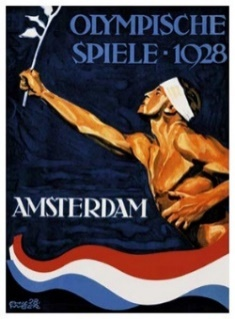 OLYMPISCHE
SPIELE · 1928
AMSTERDAM